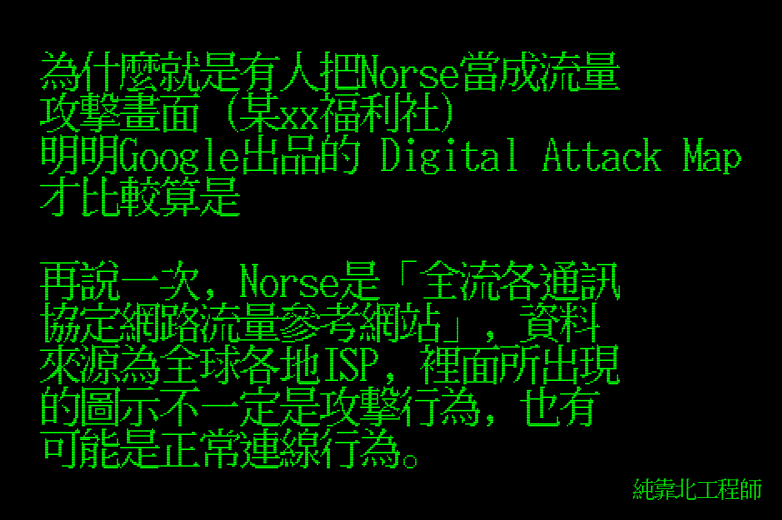 為什麼就是有人把Norse當成流量
攻擊畫面 (某xx福利社)
明明Google出品的 Digital Attack Map
才比較算是
再說一次, Norse是「全流各通訊
協定網路流量參考網站」, 資料
來源為全球各地ISP, 裡面所出現
的圖示不一定是攻擊行為, 也有
可能是正常連線行為。
純靠北工程師